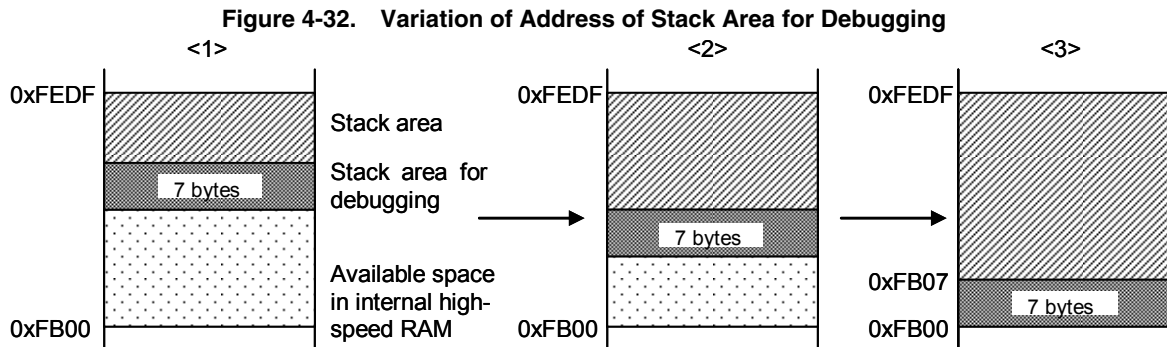 Figure 4-32. Variation of Address of Stack Area for Debugging
<1>
<2>
<3>
0xFEDF
Stack area
Stack area for
debugging
7 bytes
Available space
in internal high-
speed RAM
0xFB00
0xFEDF
7 bytes
0xFB00
0xFEDF
0xFB07
7 bytes
0xFB00